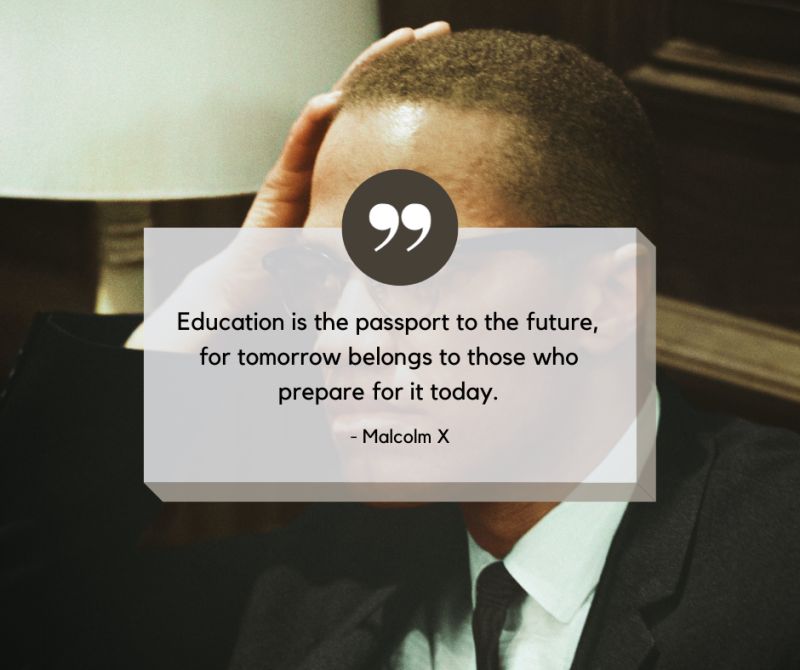 ”
Education is the passport to the future,
for tomorrow belongs to those who
prepare for it today.
- Malcolm X